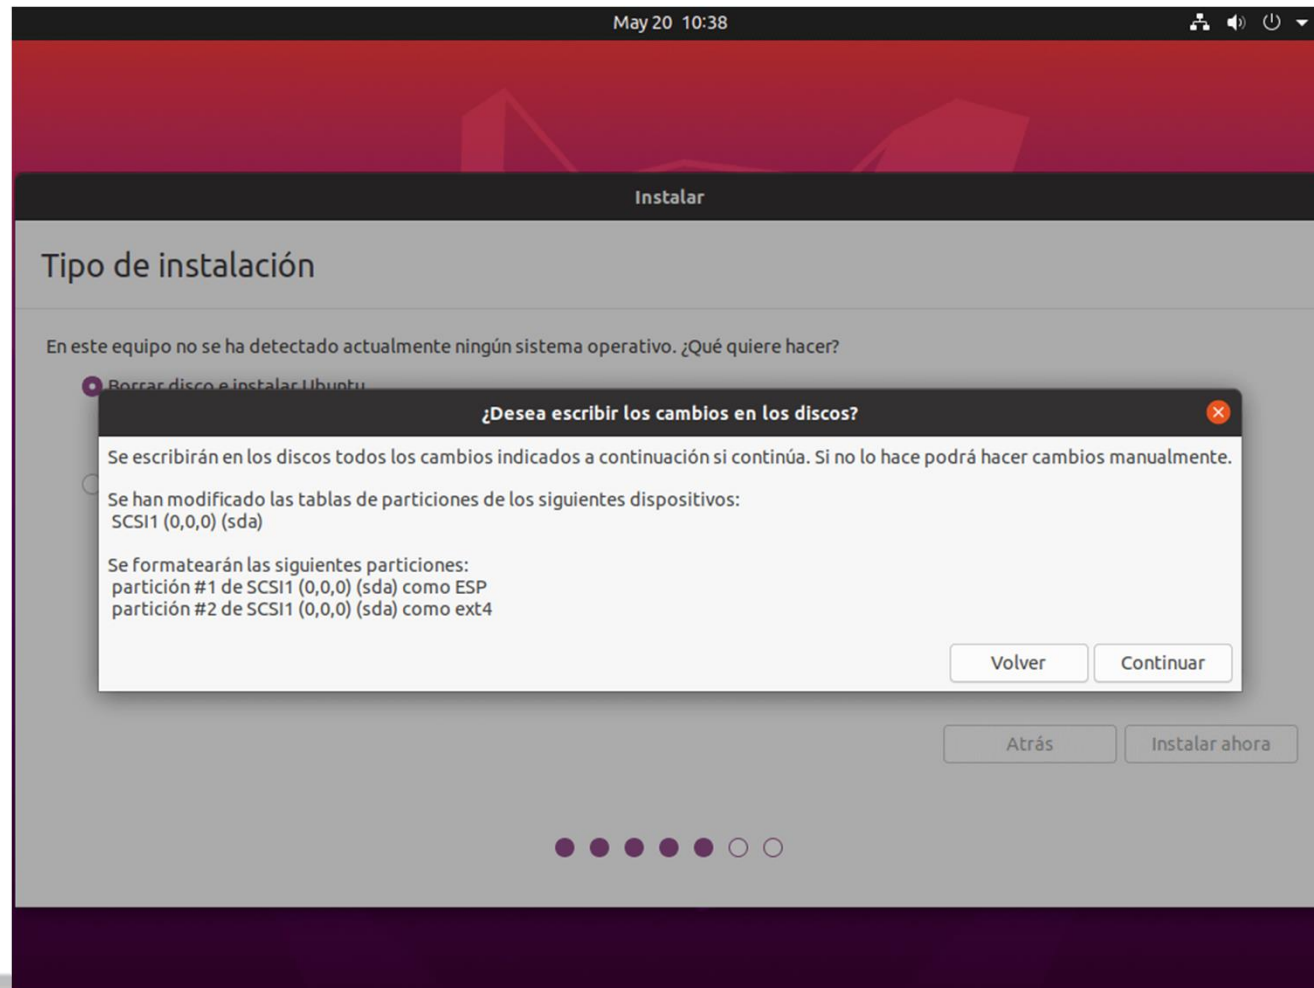 May 20 10:38
Instalar
Tipo de instalación
En este equipo no se ha detectado actualmente ningún sistema operativo. ¿Qué quiere hacer?
Borrar disco e instalar Ubuntu
¿Desea escribir los cambios en los discos?
Se escribirán en los discos todos los cambios indicados a continuación si continúa. Si no lo hace podrá hacer cambios manualmente.
Se han modificado las tablas de particiones de los siguientes dispositivos:
SCSI1 (0,0,0) (sda)
Se formatearán las siguientes particiones:
partición #1 de SCSI1 (0,0,0) (sda) como ESP
partición #2 de SCSI1 (0,0,0) (sda) como ext4
Volver Continuar
Atrás Instalar ahora